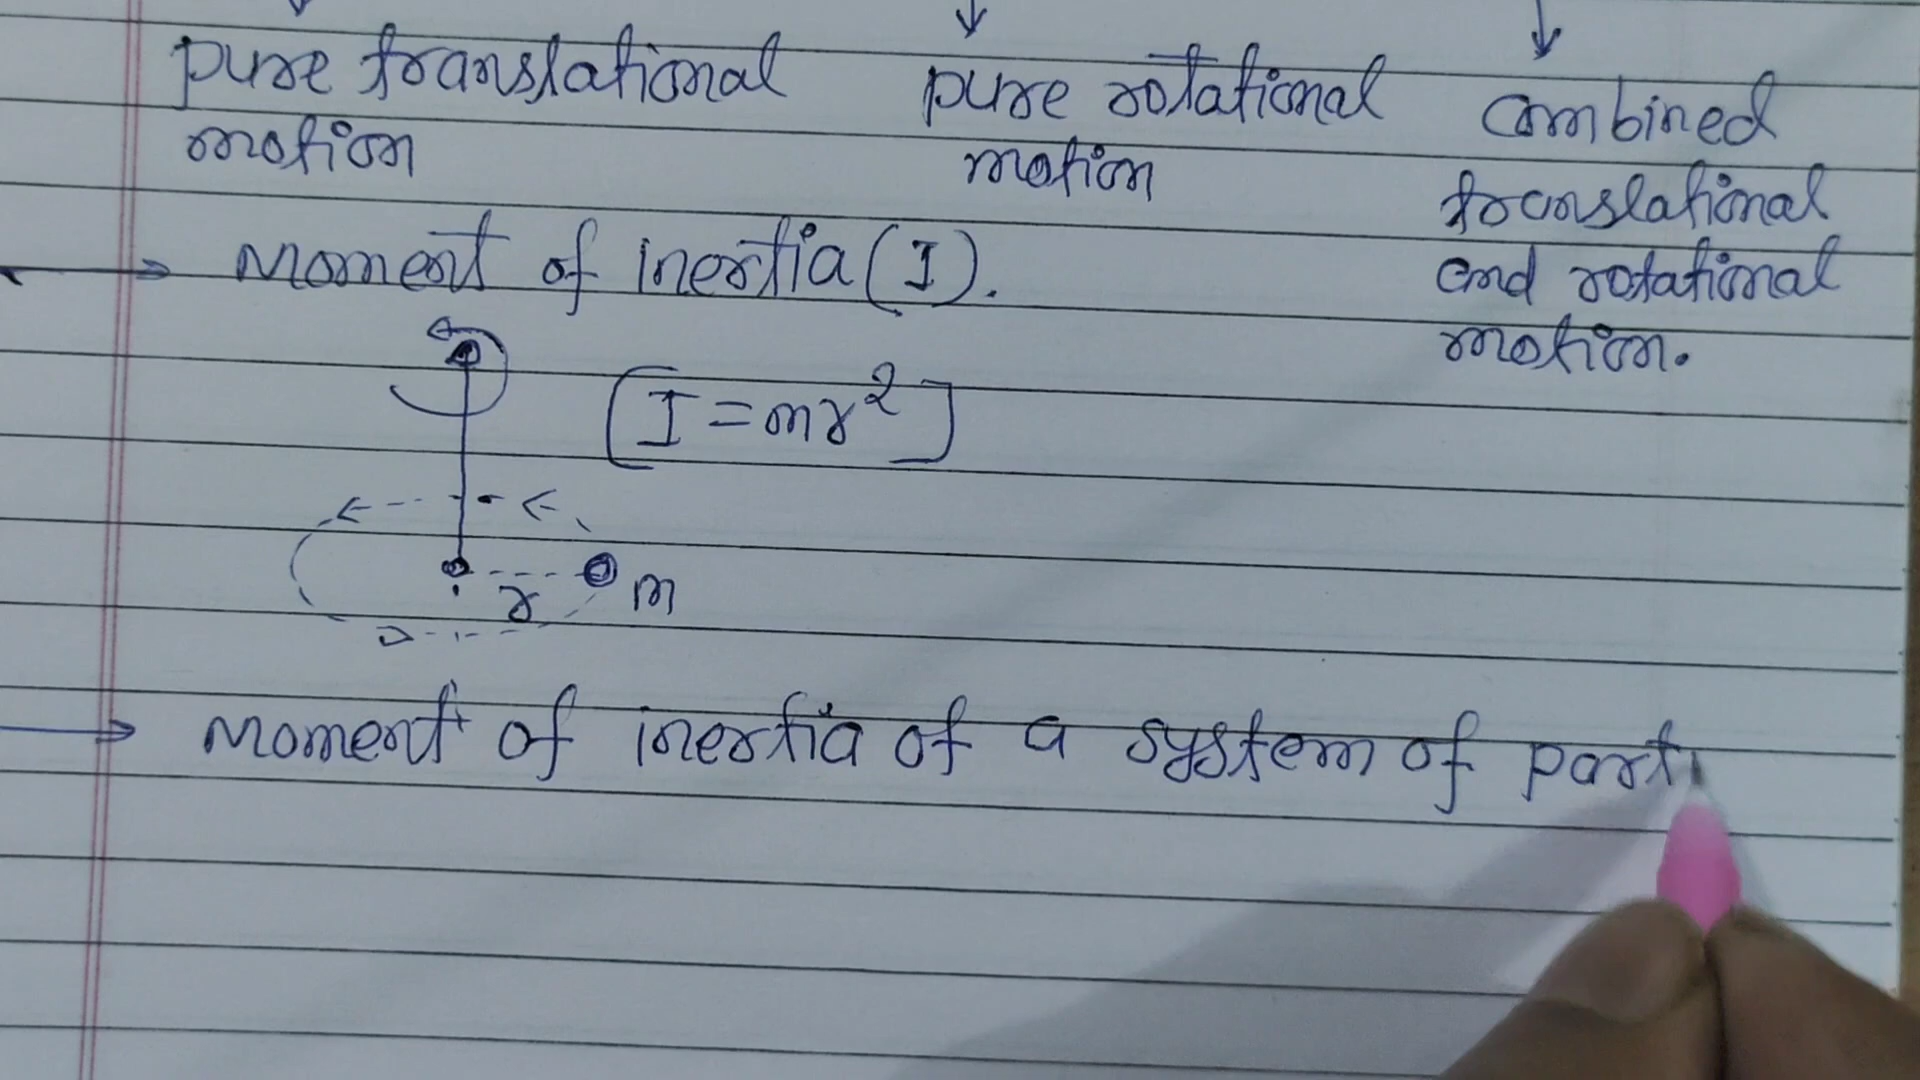 pure translational
motion
pure rotational
motion
combined
translational
and rotational
motion.
Moment of inertia (I).
[I = mr²]
r
m
Moment of inertia of a system of parti